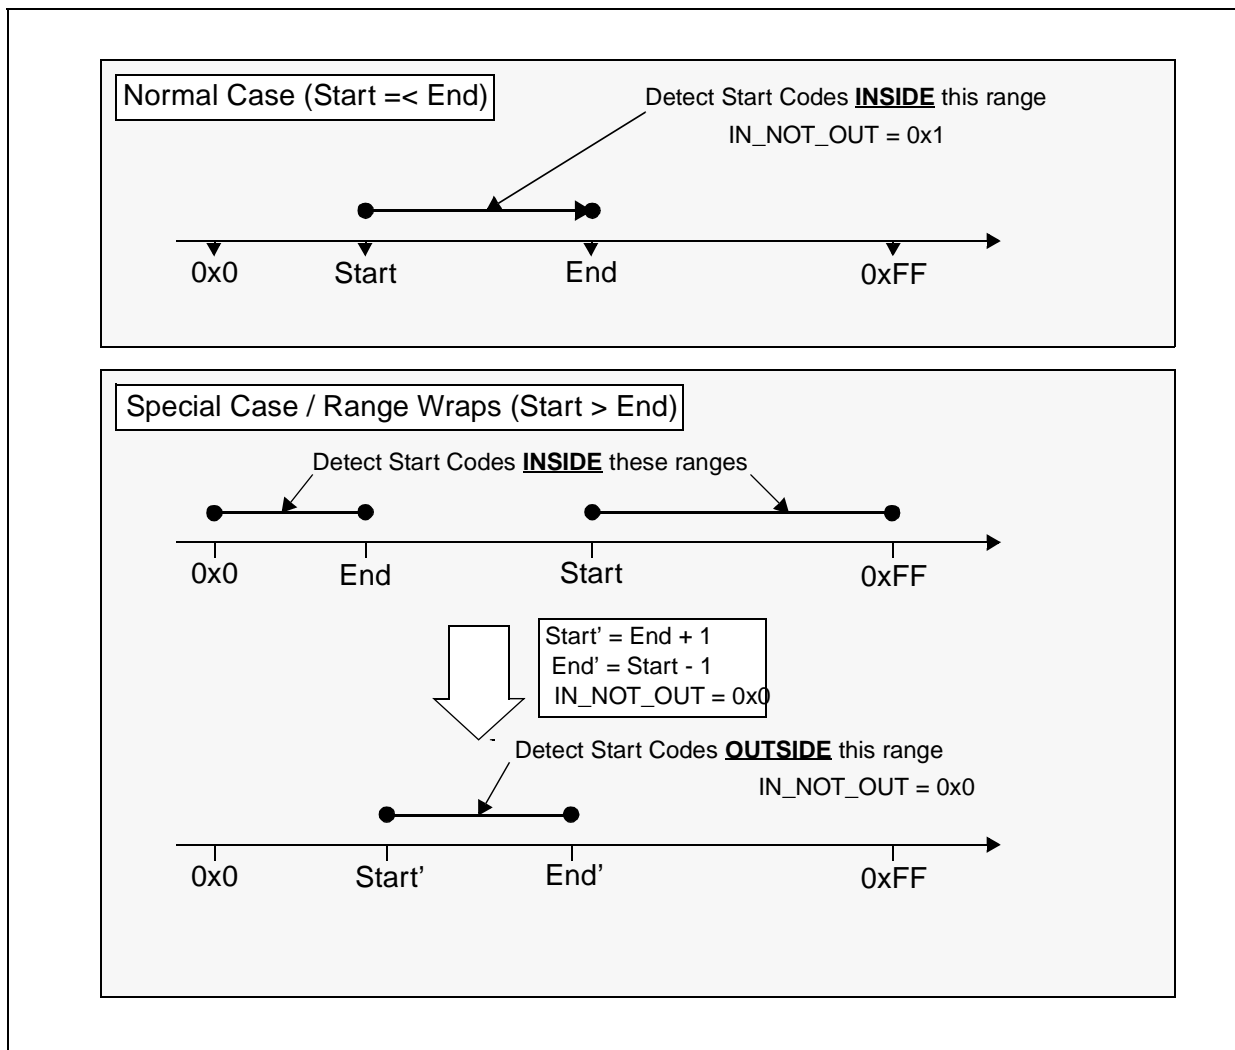 Normal Case (Start =< End)
Detect Start Codes INSIDE this range
IN_NOT_OUT = 0x1
0x0
Start
End
0xFF
Special Case / Range Wraps (Start > End)
Detect Start Codes INSIDE these ranges
0x0
End
Start
0xFF
Start’ = End + 1
End’ = Start - 1
IN_NOT_OUT = 0x0
Detect Start Codes OUTSIDE this range
IN_NOT_OUT = 0x0
0x0
Start’
End’
0xFF